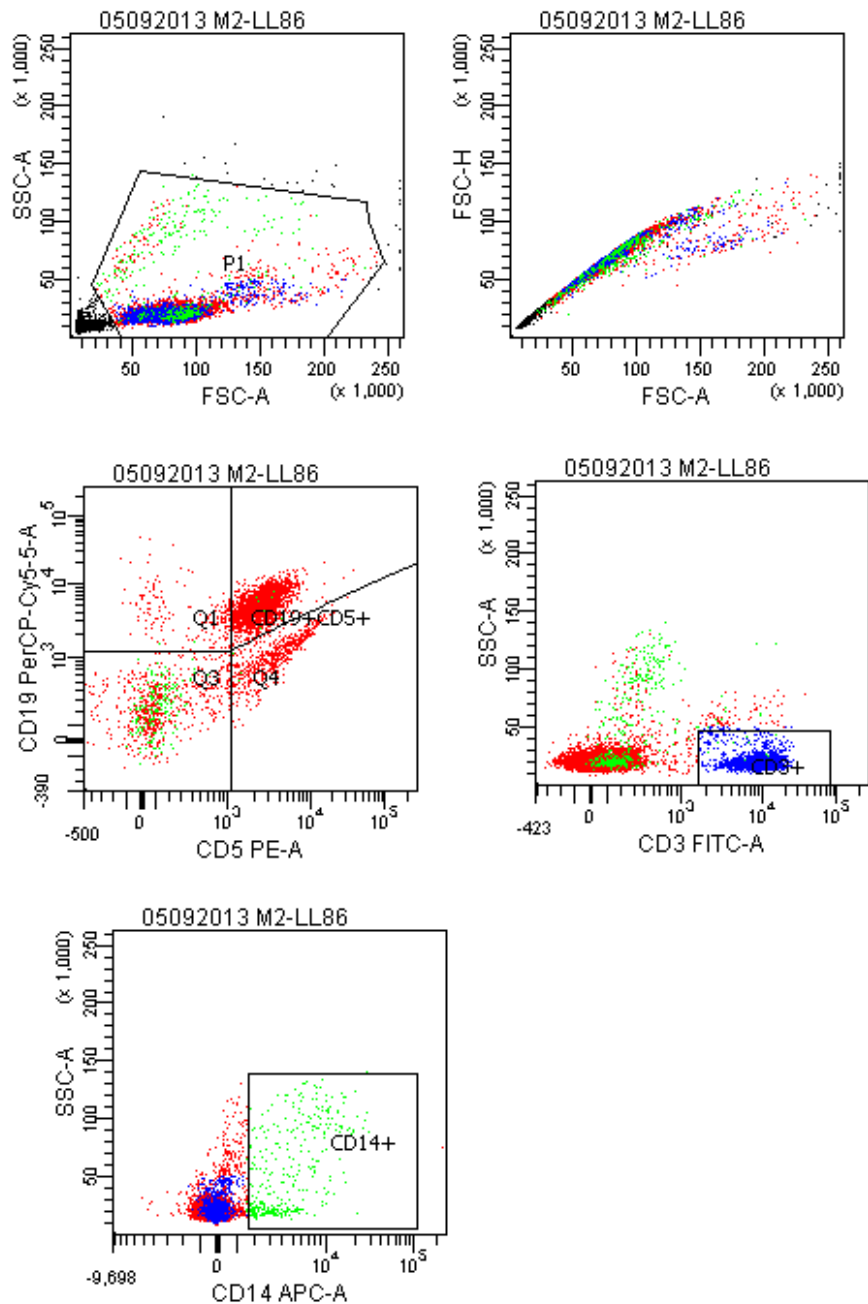 05092013 M2-LL86
SSC-A
(x 1,000)
250
200
150
100
50
P1
50 100 150 200 250
FSC-A
(x 1,000)
05092013 M2-LL86
FSC-H
(x 1,000)
250
200
150
100
50
50 100 150 200 250
FSC-A
(x 1,000)
05092013 M2-LL86
CD19 PerCP-Cy5-5-A
10^5
10^4
10^3
0
-390
Q1
CD19+CD5+
Q3
Q4
-500
0 10^3 10^4 10^5
CD5 PE-A
05092013 M2-LL86
SSC-A
(x 1,000)
250
200
150
100
50
CD3+
-423
0 10^3 10^4 10^5
CD3 FITC-A
05092013 M2-LL86
SSC-A
(x 1,000)
250
200
150
100
50
CD14+
-9,698
0 10^4 10^5
CD14 APC-A